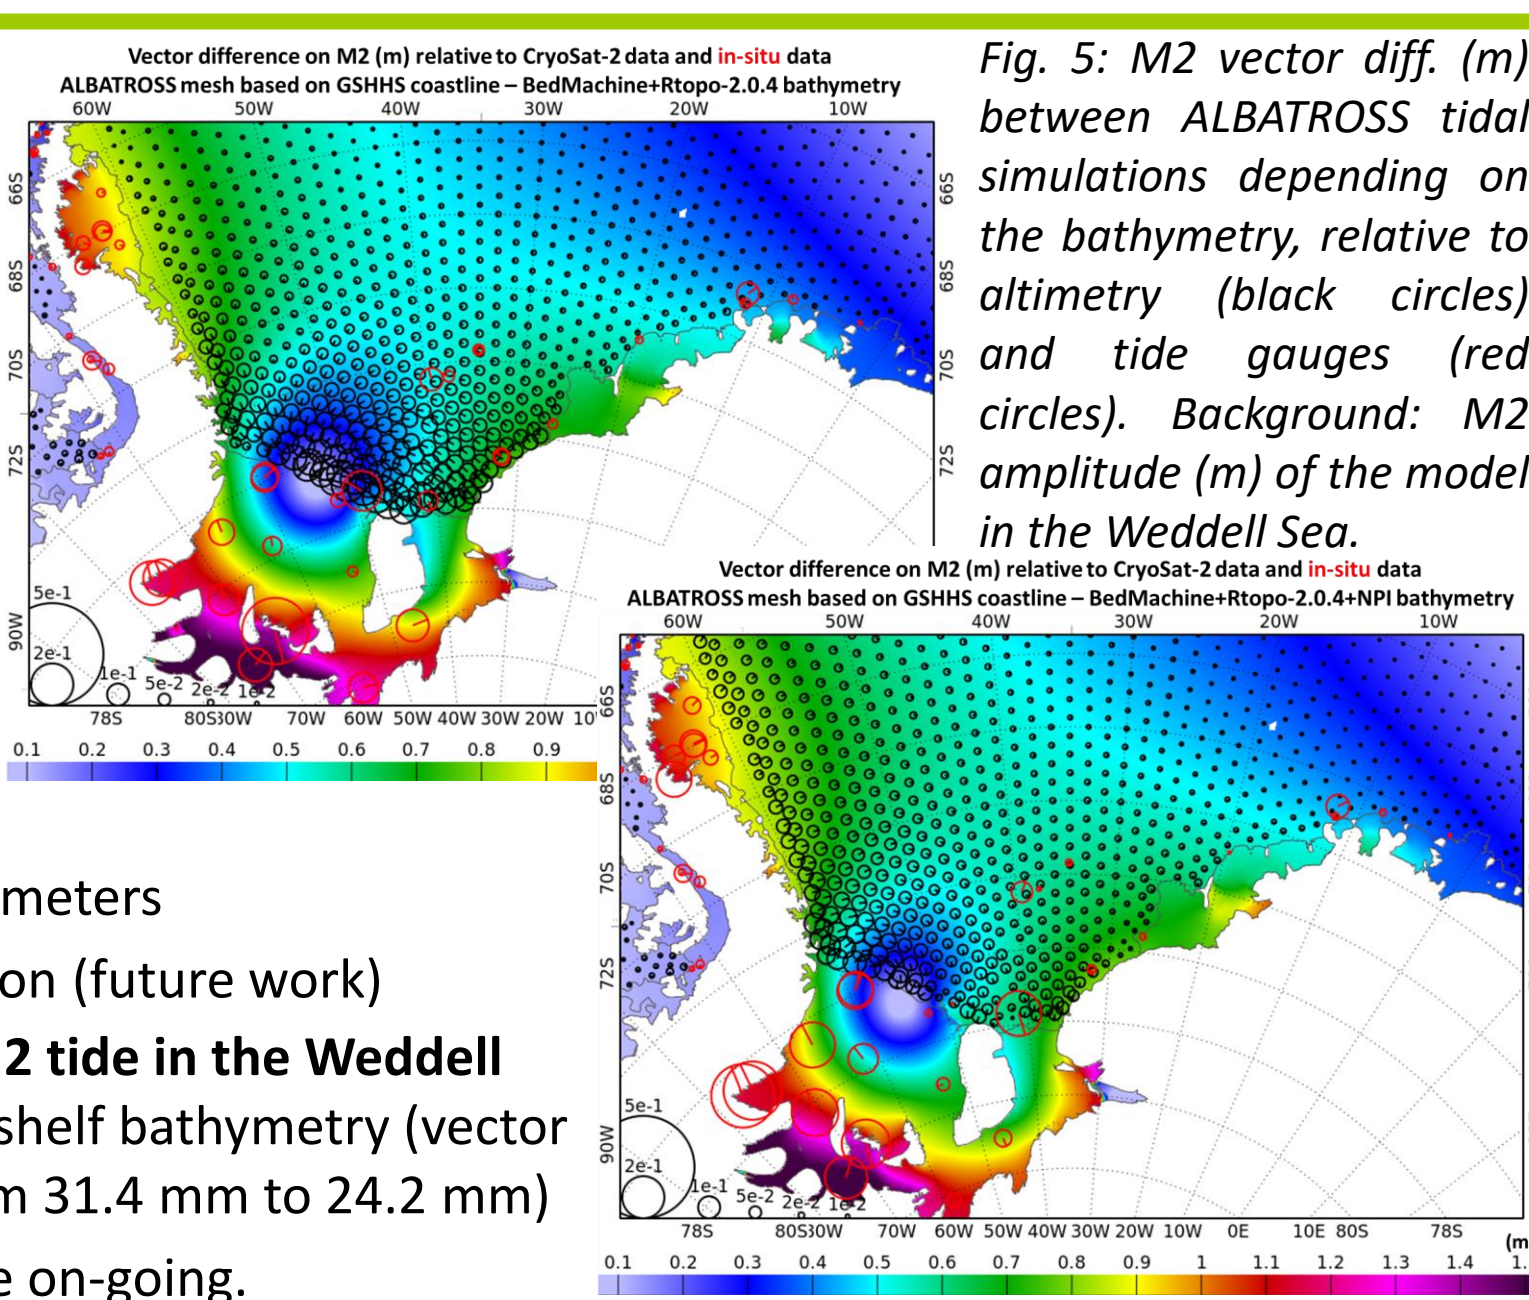 Vector difference on M2 (m) relative to CryoSat-2 data and in-situ data
ALBATROSS mesh based on GSHHS coastline – BedMachine+Rtopo-2.0.4 bathymetry
60W 50W 40W 30W 20W 10W
66S
68S
70S
72S
90W
66S
68S
70S
72S
5e-1
2e-1
1e-1
5e-2
2e-2
1e-2
78S 80S 30W 70W 60W 50W 40W 30W 20W
0.1 0.2 0.3 0.4 0.5 0.6 0.7 0.8 0.9
Fig. 5: M2 vector diff. (m)
between ALBATROSS tidal
simulations depending on
the bathymetry, relative to
altimetry (black circles)
and tide gauges (red
circles). Background: M2
amplitude (m) of the model
in the Weddell Sea.
Vector difference on M2 (m) relative to CryoSat-2 data and in-situ data
ALBATROSS mesh based on GSHHS coastline – BedMachine+Rtopo-2.0.4+NPI bathymetry
60W 50W 40W 30W 20W 10W
66S
68S
70S
72S
90W
5e-1
2e-1
1e-1
5e-2
2e-2
1e-2
78S 80S 30W 70W 60W 50W 40W 30W 20W 10W 0E 10E 80S 78S
(m
0.1 0.2 0.3 0.4 0.5 0.6 0.7 0.8 0.9 1 1.1 1.2 1.3 1.4 1.
meters
on (future work)
2 tide in the Weddell
shelf bathymetry (vector
m 31.4 mm to 24.2 mm)
e on-going.